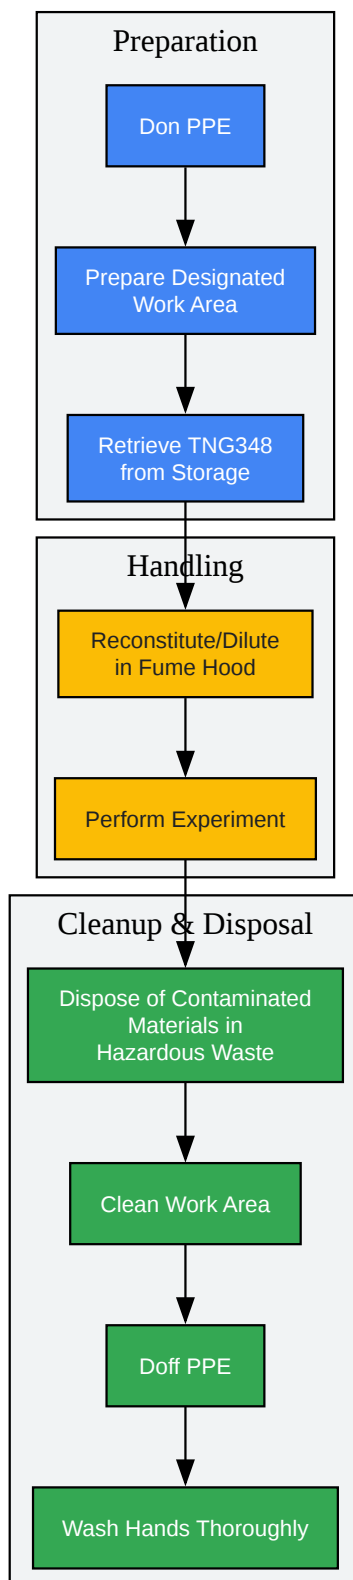 Preparation
Don PPE
Prepare Designated
Work Area
Retrieve TNG348
from Storage
Handling
Reconstitute/Dilute
in Fume Hood
Perform Experiment
Cleanup & Disposal
Dispose of Contaminated
Materials in
Hazardous Waste
Clean Work Area
Doff PPE
Wash Hands Thoroughly